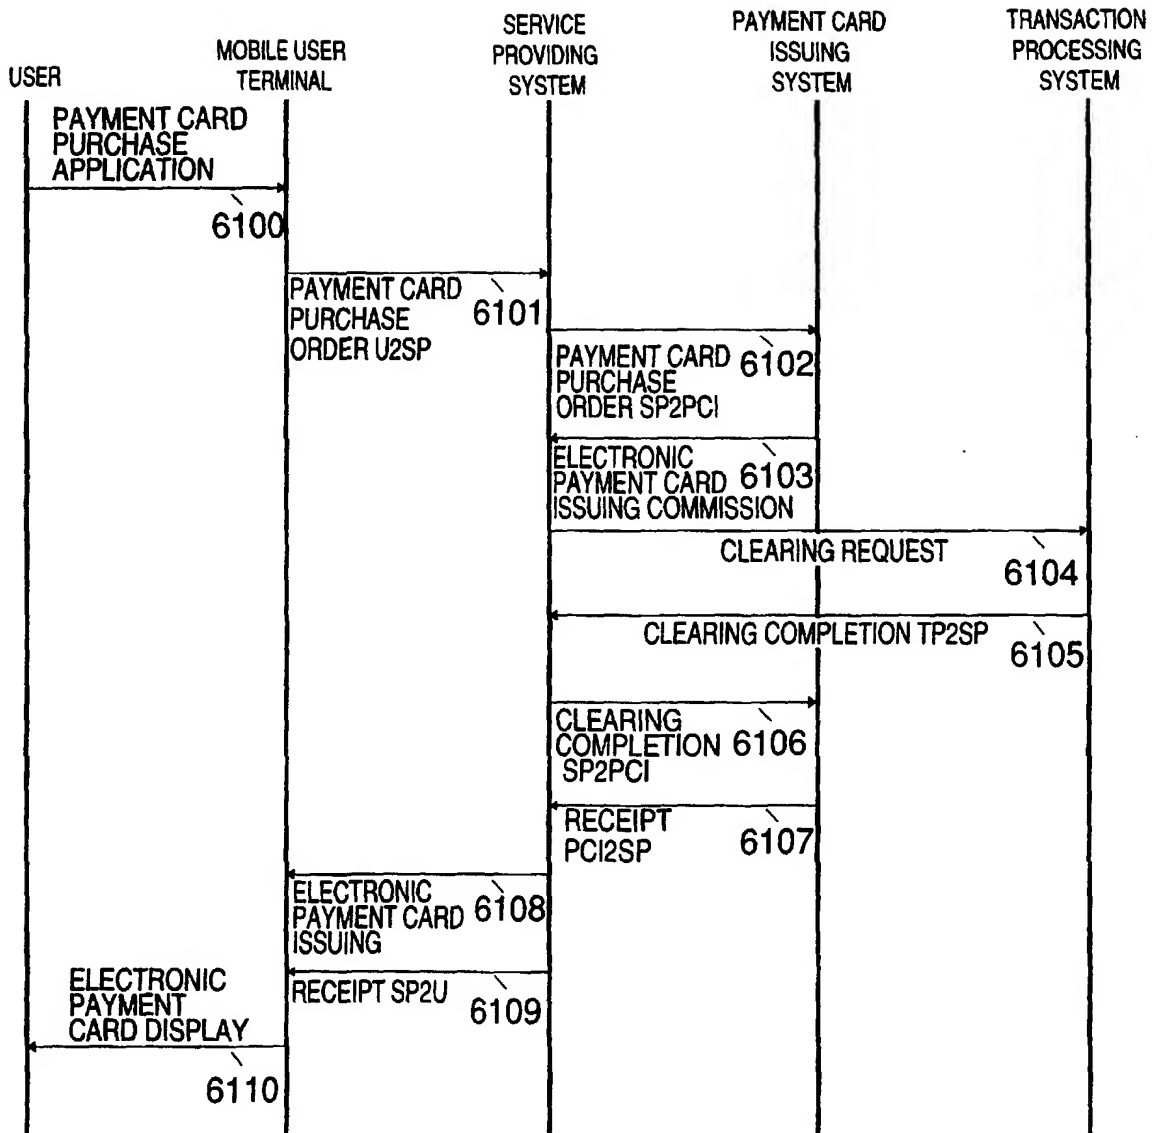 USER
MOBILE USER
TERMINAL
SERVICE
PROVIDING
SYSTEM
PAYMENT CARD
ISSUING
SYSTEM
TRANSACTION
PROCESSING
SYSTEM
PAYMENT CARD
PURCHASE
APPLICATION
6100
PAYMENT CARD
PURCHASE
ORDER U2SP
6101
PAYMENT CARD
PURCHASE
ORDER SP2PCI
6102
ELECTRONIC
PAYMENT CARD
ISSUING COMMISSION
6103
CLEARING REQUEST
6104
CLEARING COMPLETION TP2SP
6105
CLEARING
COMPLETION
SP2PCI
6106
RECEIPT
PCI2SP
6107
ELECTRONIC
PAYMENT CARD
ISSUING
6108
RECEIPT SP2U
6109
ELECTRONIC
PAYMENT
CARD DISPLAY
6110